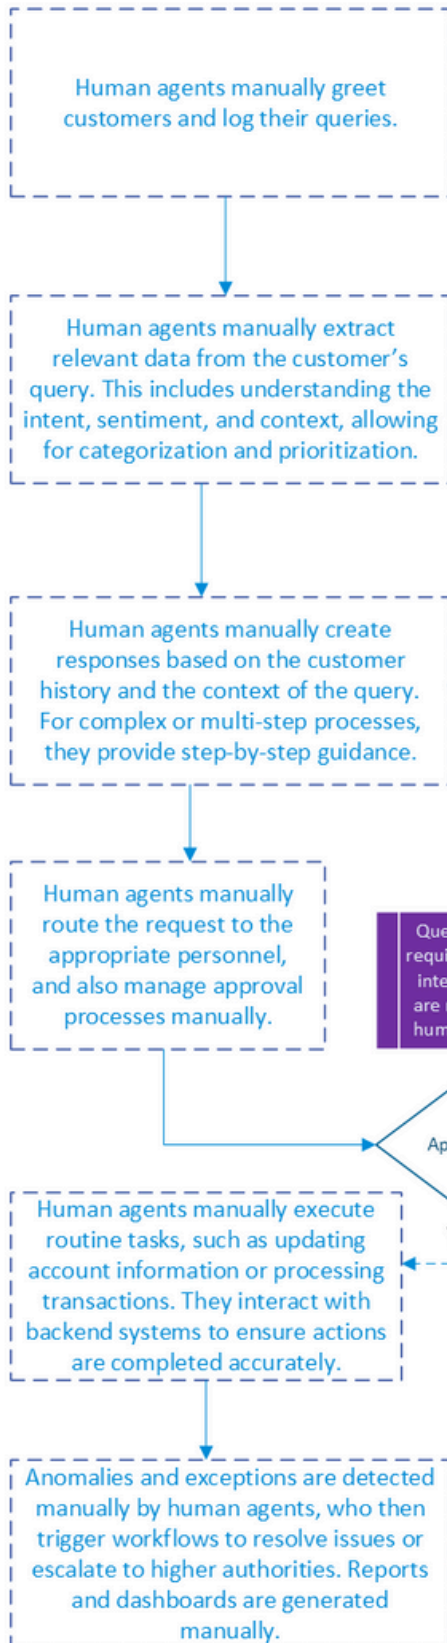 Human agents manually greet
customers and log their queries.
Human agents manually extract
relevant data from the customer's
query. This includes understanding the
intent, sentiment, and context, allowing
for categorization and prioritization.
Human agents manually create
responses based on the customer
history and the context of the query.
For complex or multi-step processes,
they provide step-by-step guidance.
Human agents manually
route the request to the
appropriate personnel,
and also manage approval
processes manually.
Human agents manually execute
routine tasks, such as updating
account information or processing
transactions. They interact with
backend systems to ensure actions
are completed accurately.
Anomalies and exceptions are detected
manually by human agents, who then
trigger workflows to resolve issues or
escalate to higher authorities. Reports
and dashboards are generated
manually.